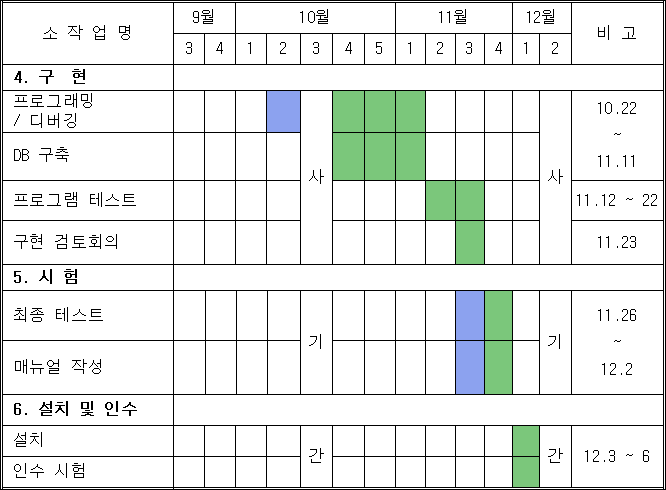 소 작 업 명 9월 10월 11월 12월 비 고
3 4 1 2 3 4 5 1 2 3 4 1 2
4. 구 현
프로그래밍
/ 디버깅
10.22
~
DB 구축
11.11
사 사
프로그램 테스트 11.12 ~ 22
구현 검토회의 11.23
5. 시 험
최종 테스트 11.26
기 기 ~
매뉴얼 작성 12.2
6. 설치 및 인수
설치
간 간 12.3 ~ 6
인수 시험